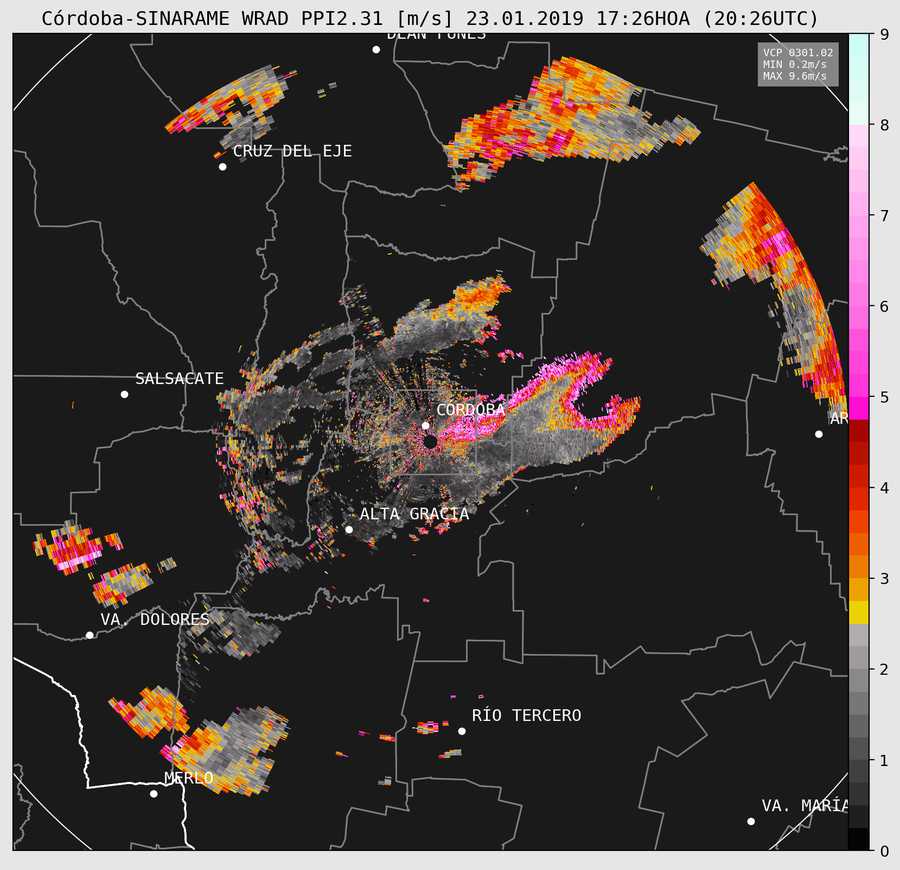 Córdoba-SINARAME WRAD PPI2.31 [m/s] 23.01.2019 17:26HOA (20:26UTC)
DEAN FUNES
VCP 0301.02
MIN 0.2m/s
MAX 9.6m/s
CRUZ DEL EJE
SALSACATE
CORDOBA
AR
ALTA GRACIA
VA. DOLORES
RÍO TERCERO
MERLO
VA. MARÍA
9
8
7
6
5
4
3
2
1
0